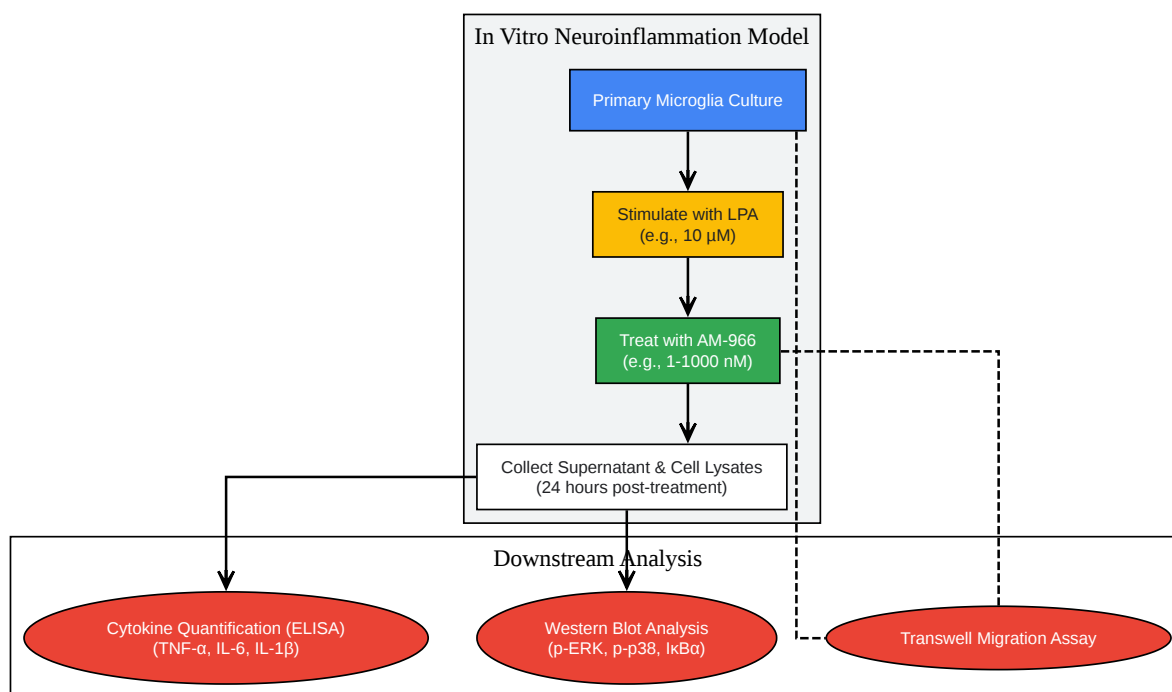 In Vitro Neuroinflammation Model
Primary Microglia Culture
Stimulate with LPA
(e.g., 10 µM)
Treat with AM-966
(e.g., 1-1000 nM)
Collect Supernatant & Cell Lysates
(24 hours post-treatment)
Downstream Analysis
Cytokine Quantification (ELISA)
(TNF-α, IL-6, IL-1β)
Western Blot Analysis
(p-ERK, p-p38, IκBα)
Transwell Migration Assay